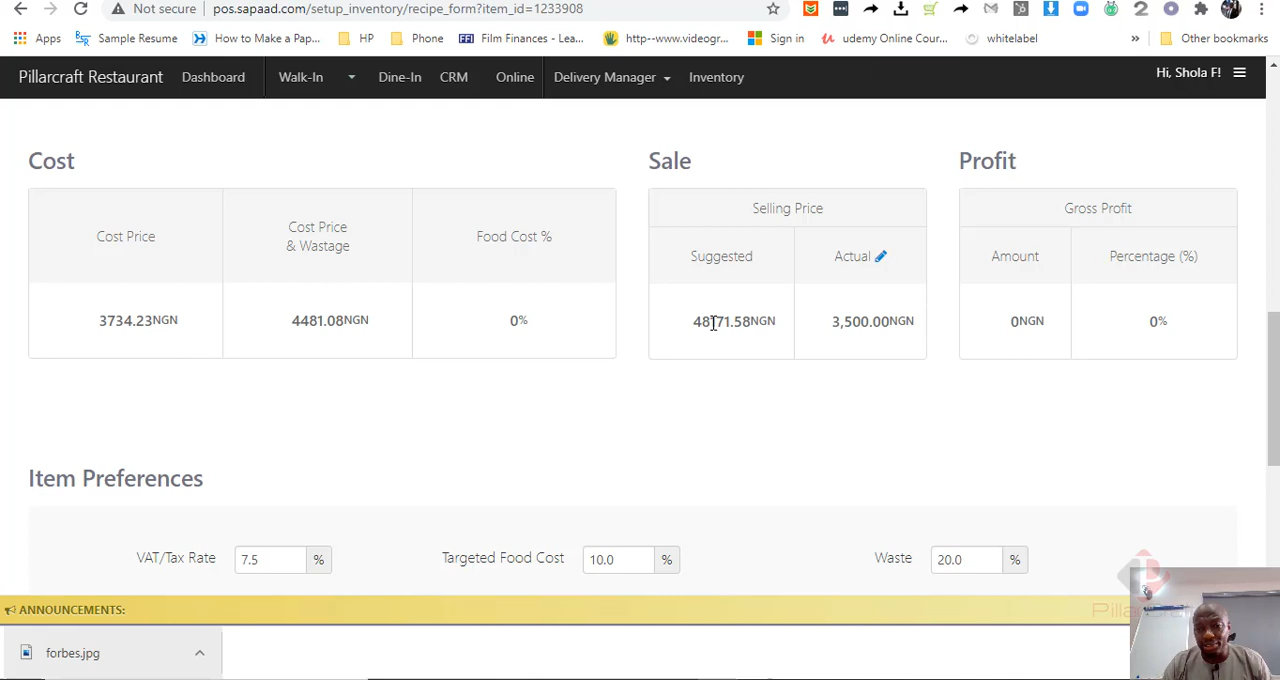 pos.sapaad.com/setup_inventory/recipe_form?item_id=1233908
Not secure
Apps Sample Resume How to Make a Pap... HP Phone Film Finances - Lea... http--www.videogr... Sign in udemy Online Cour... whitelabel » Other bookmarks
Pillarcraft Restaurant Dashboard Walk-In Dine-In CRM Online Delivery Manager Inventory Hi, Shola F!
Cost Sale Profit
Selling Price Gross Profit
Cost Price
Cost Price
& Wastage
Food Cost %
Suggested Actual Amount Percentage (%)
3734.23NGN 4481.08NGN 0% 3,500.00NGN 0NGN 0%
Item Preferences
VAT/Tax Rate 7.5 % Targeted Food Cost 10.0 % Waste 20.0 %
ANNOUNCEMENTS:
forbes.jpg